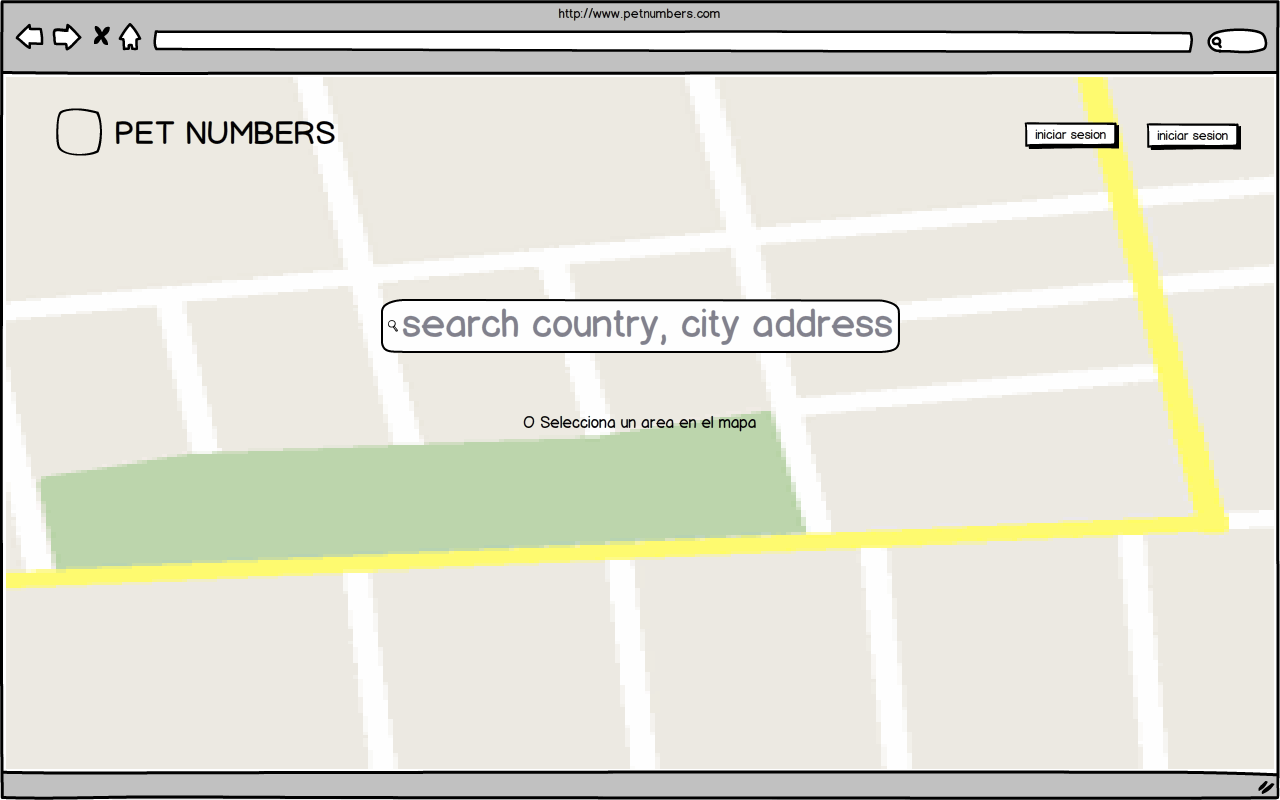 http://www.petnumbers.com
PET NUMBERS
iniciar sesion
iniciar sesion
search country, city address
O Selecciona un area en el mapa